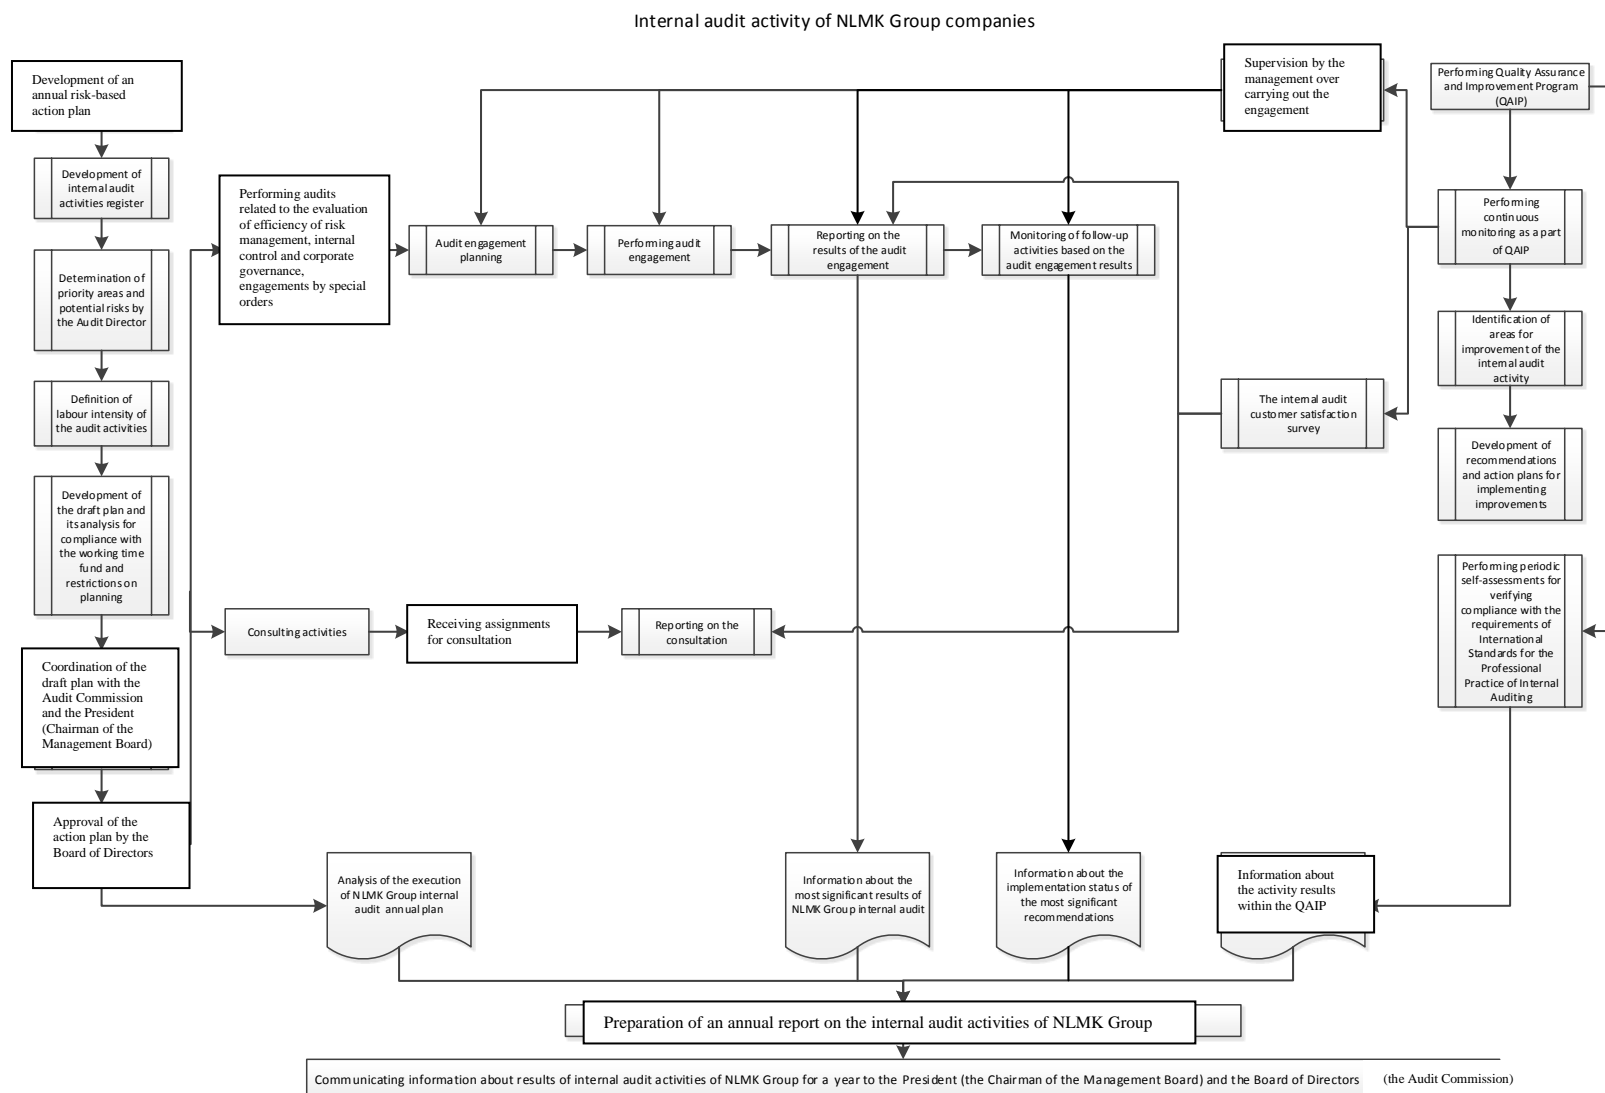 Internal audit activity of NLMK Group companies
Development of an
annual risk-based
action plan
Development of
internal audit
activities register
Determination of
priority areas and
potential risks by
the Audit Director
Definition of
labour intensity of
the audit activities
Development of
the draft plan and
its analysis for
compliance with
the working time
fund and
restrictions on
planning
Coordination of the
draft plan with the
Audit Commission
and the President
(Chairman of the
Management Board)
Approval of the
action plan by the
Board of Directors
Performing audits
related to the evaluation
of efficiency of risk
management, internal
control and corporate
governance,
engagements by special
orders
Audit engagement
planning
Performing audit
engagement
Reporting on the
results of the audit
engagement
Monitoring of follow-up
activities based on the
audit engagement results
Supervision by the
management over
carrying out the
engagement
Performing Quality Assurance
and Improvement Program
(QAIP)
Performing
continuous
monitoring as a part
of QAIP
Identification of
areas for
improvement of the
internal audit
activity
The internal audit
customer satisfaction
survey
Development of
recommendations
and action plans for
implementing
improvements
Performing periodic
self-assessments for
verifying
compliance with the
requirements of
International
Standards for the
Professional
Practice of Internal
Auditing
Consulting activities
Receiving assignments
for consultation
Reporting on the
consultation
Analysis of the execution
of NLMK Group internal
audit annual plan
Information about the
most significant results of
NLMK Group internal audit
Information about the
implementation status of
the most significant
recommendations
Information about
the activity results
within the QAIP
Preparation of an annual report on the internal audit activities of NLMK Group
Communicating information about results of internal audit activities of NLMK Group for a year to the President (the Chairman of the Management Board) and the Board of Directors (the Audit Commission)